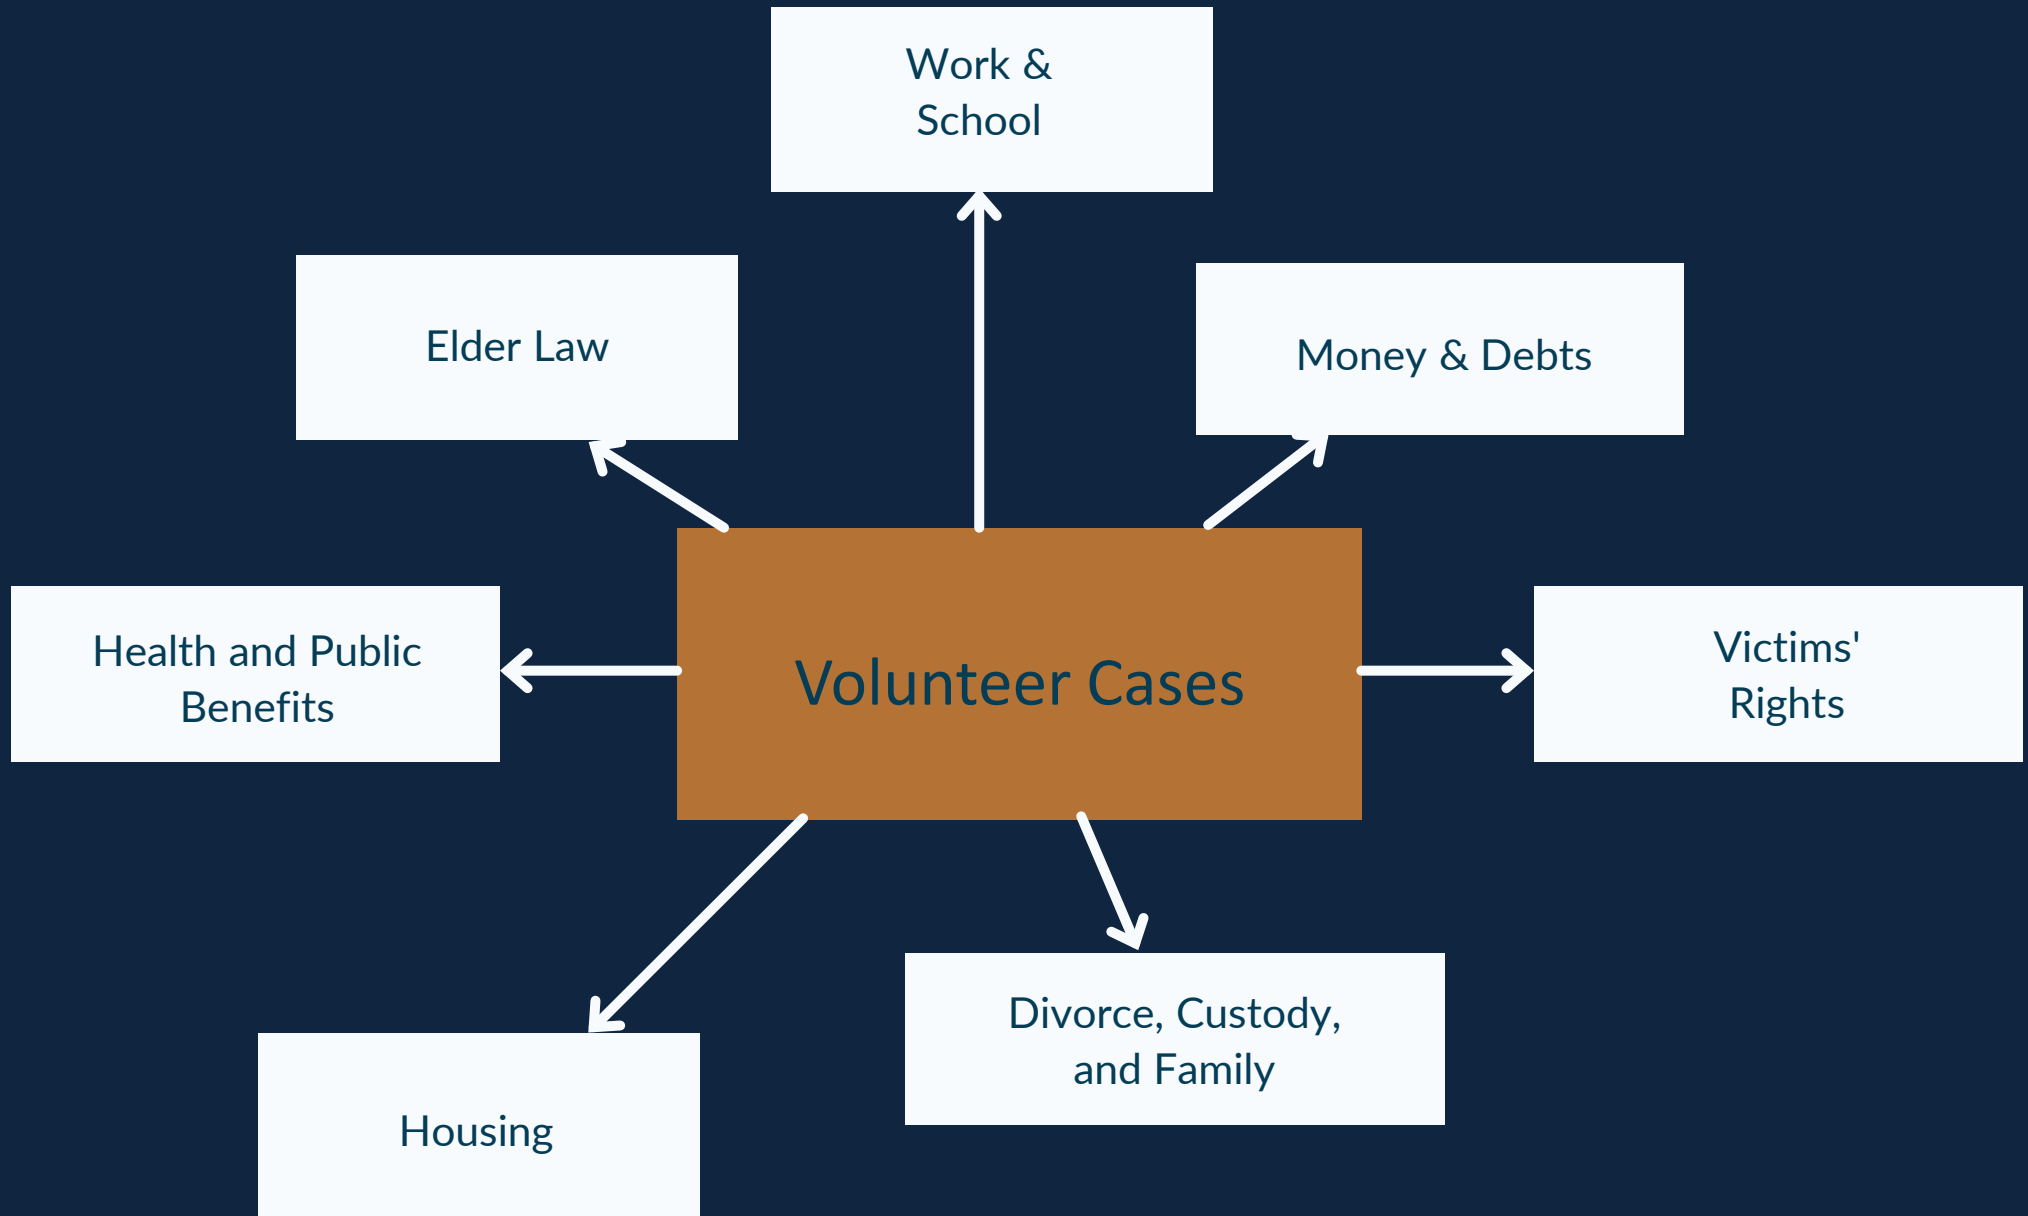 Work &
School
Elder Law
Money & Debts
Health and Public
Benefits
Volunteer Cases
Victims'
Rights
Divorce, Custody,
and Family
Housing